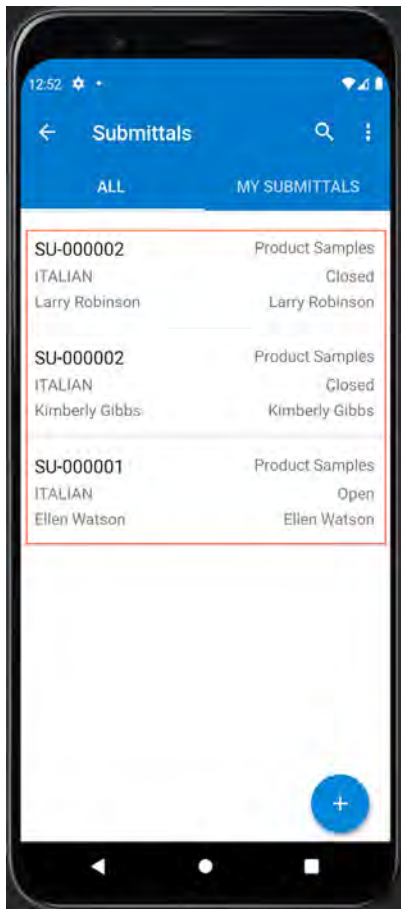 12:52
Submittals
ALL MY SUBMITTALS
SU-000002 Product Samples
ITALIAN Closed
Larry Robinson Larry Robinson
SU-000002 Product Samples
ITALIAN Closed
Kimberly Gibbs Kimberly Gibbs
SU-000001 Product Samples
ITALIAN Open
Ellen Watson Ellen Watson
+